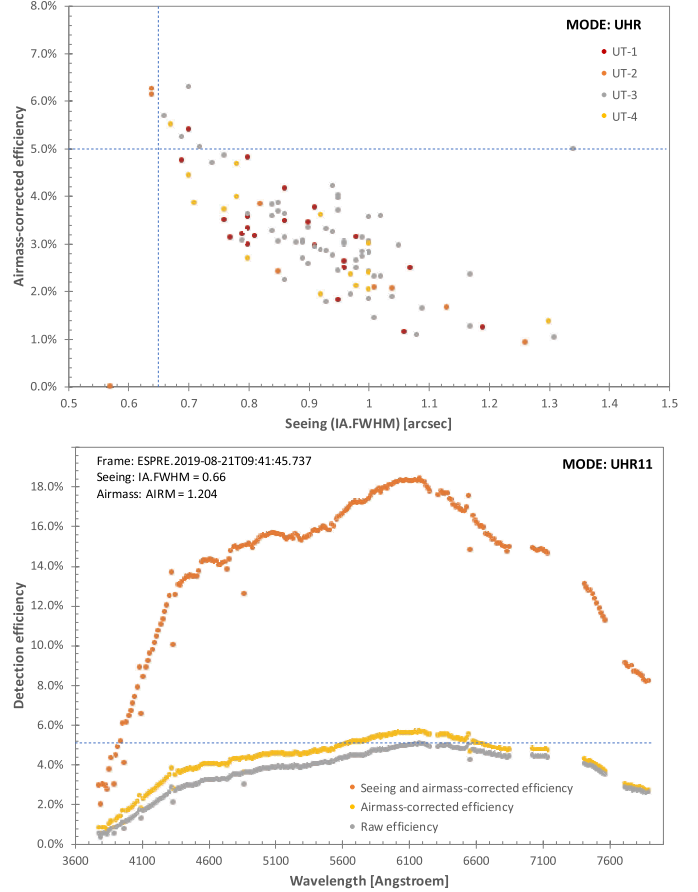 8.0%
MODE: UHR
UT-1
7.0%
UT-2
UT-3
6.0%
UT-4
5.0%
4.0%
3.0%
2.0%
1.0%
0.0%
Airmass-corrected efficiency
0.5 0.6 0.7 0.8 0.9 1 1.1 1.2 1.3 1.4 1.5
Seeing (IA.FWHM) [arcsec]
Frame: ESPRE.2019-08-21T09:41:45.737
MODE: UHR11
Seeing: IA.FWHM = 0.66
Airmass: AIRM = 1.204
18.0%
16.0%
14.0%
12.0%
10.0%
8.0%
6.0%
4.0%
2.0%
0.0%
Detection efficiency
Seeing and airmass-corrected efficiency
Airmass-corrected efficiency
Raw efficiency
3600 4100 4600 5100 5600 6100 6600 7100 7600
Wavelength [Angstroem]